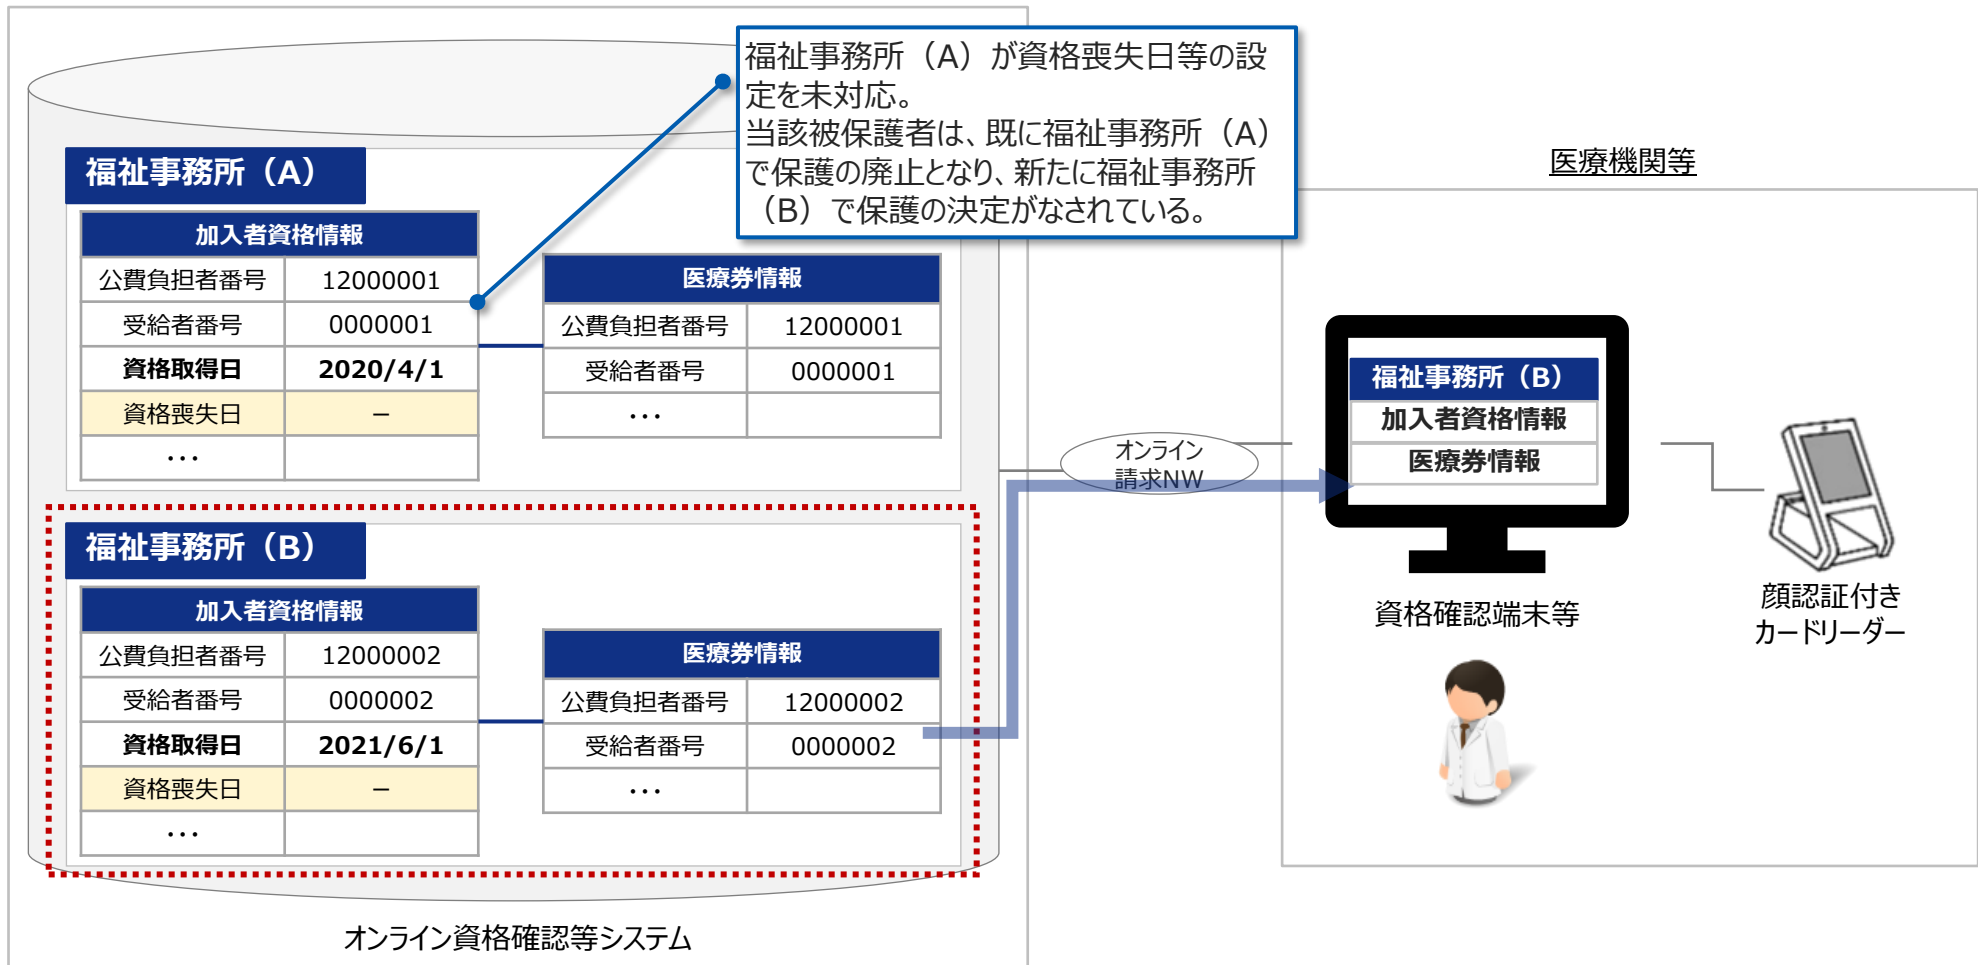 福祉事務所（A）が資格喪失日等の設
定を未対応。
当該被保護者は、既に福祉事務所（A）
で保護の廃止となり、新たに福祉事務所
（B）で保護の決定がなされている。
福祉事務所（A）
加入者資格情報
公費負担者番号 12000001
受給者番号 0000001
資格取得日 2020/4/1
資格喪失日 －
・・・
医療券情報
公費負担者番号 12000001
受給者番号 0000001
・・・
福祉事務所（B）
加入者資格情報
公費負担者番号 12000002
受給者番号 0000002
資格取得日 2021/6/1
資格喪失日 －
・・・
医療券情報
公費負担者番号 12000002
受給者番号 0000002
・・・
オンライン資格確認等システム
オンライン
請求NW
医療機関等
福祉事務所（B）
加入者資格情報
医療券情報
資格確認端末等
顔認証付き
カードリーダー